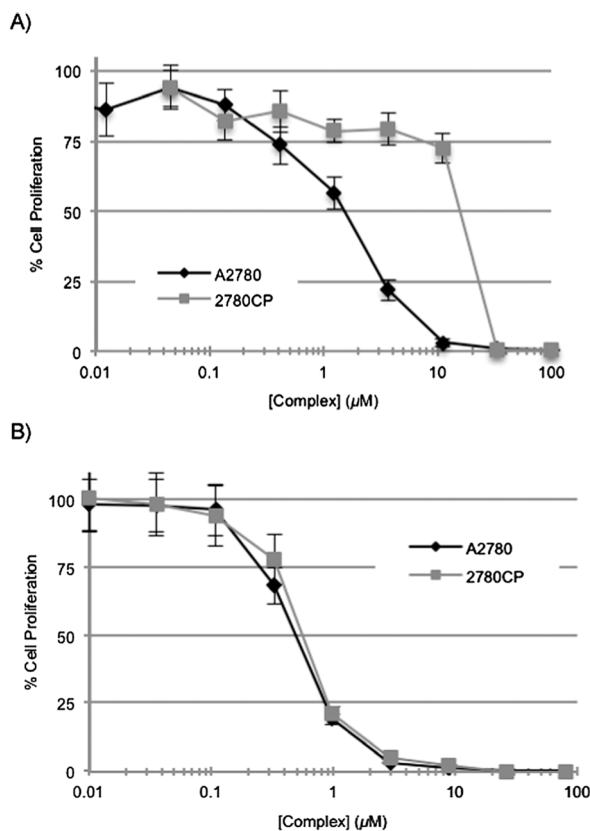 A)
100
75
50
25
0
% Cell Proliferation
A2780
2780CP
0.01 0.1 1 10 100
[Complex] (µM)
B)
100
75
50
25
0
% Cell Proliferation
A2780
2780CP
0.01 0.1 1 10 100
[Complex] (µM)